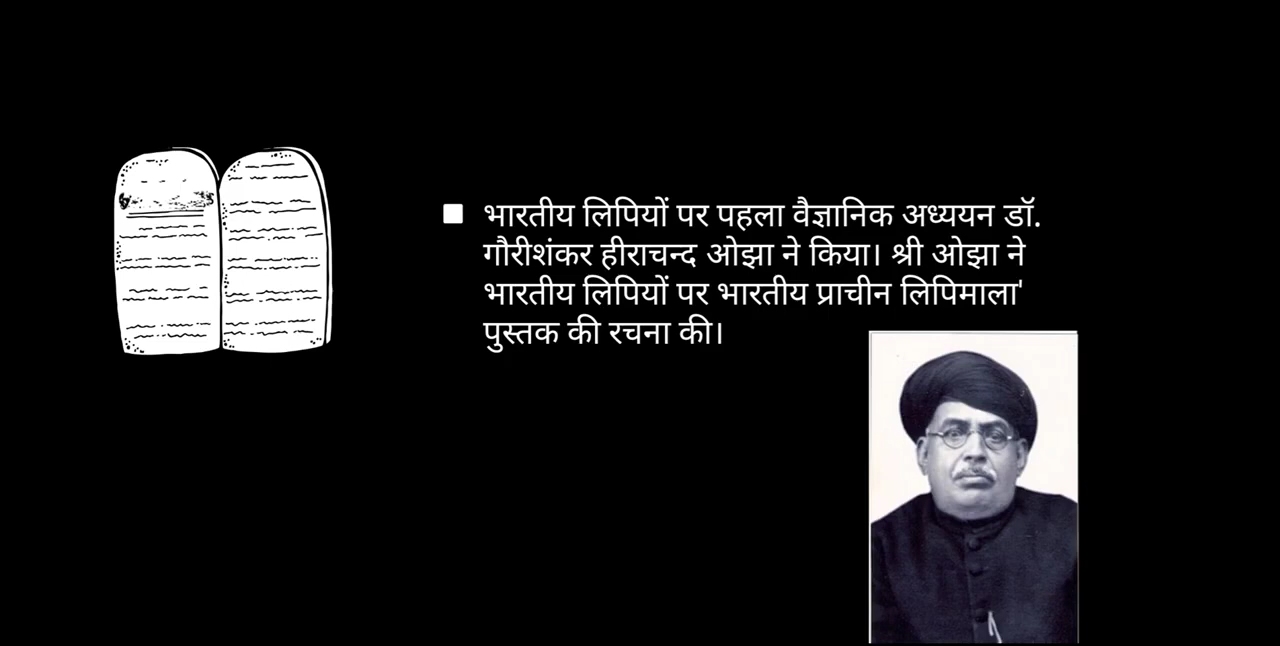 भारतीय लिपियों पर पहला वैज्ञानिक अध्ययन डॉ.
गौरीशंकर हीराचन्द ओझा ने किया। श्री ओझा ने
भारतीय लिपियों पर भारतीय प्राचीन लिपिमाला'
पुस्तक की रचना की।